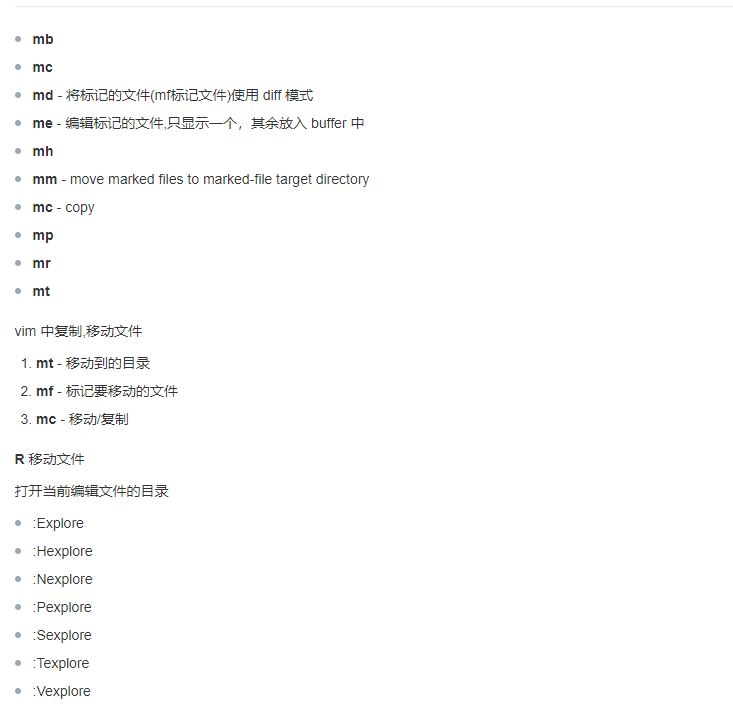 mb
mc
md - 将标记的文件(mf标记文件)使用 diff 模式
me - 编辑标记的文件,只显示一个，其余放入 buffer 中
mh
mm - move marked files to marked-file target directory
mc - copy
mp
mr
mt
vim 中复制,移动文件
1. mt - 移动到的目录
2. mf - 标记要移动的文件
3. mc - 移动/复制
R 移动文件
打开当前编辑文件的目录
:Explore
:Hexplore
:Nexplore
:Pexplore
:Sexplore
:Texplore
:Vexplore